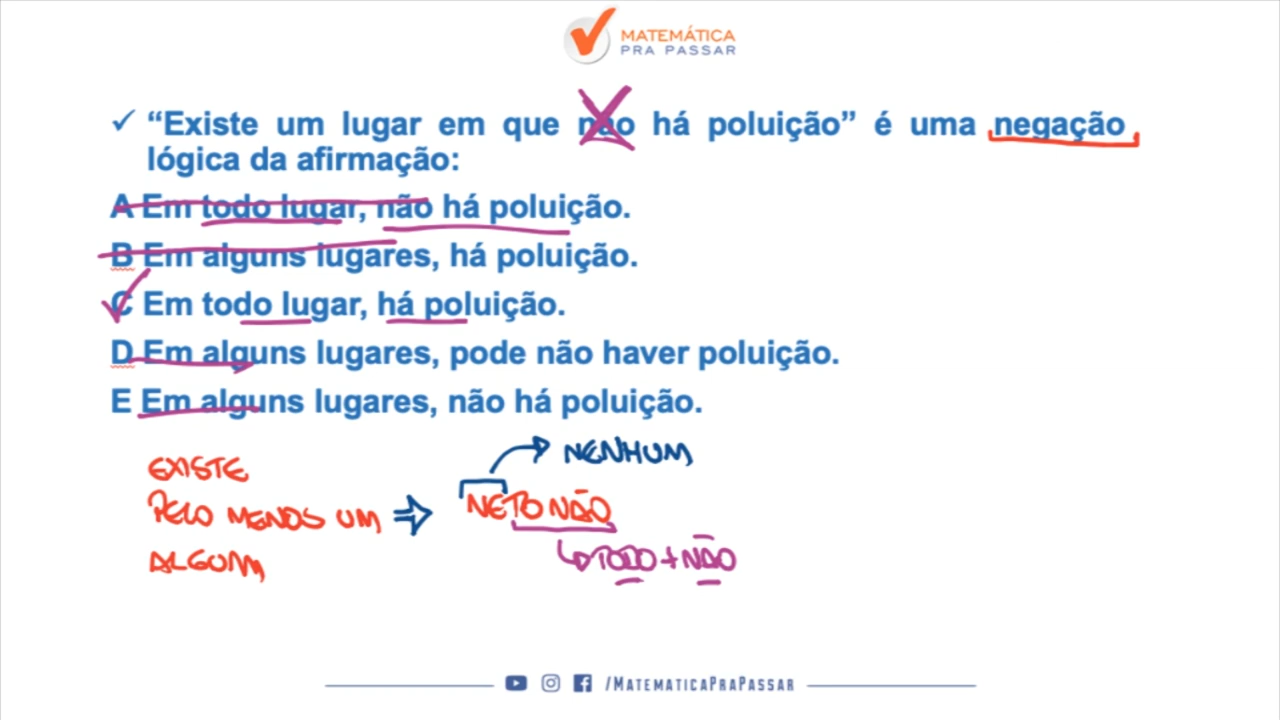 MATEMÁTICA
PRA PASSAR
✓ “Existe um lugar em que não há poluição” é uma negação
lógica da afirmação:
A Em todo lugar, não há poluição.
B Em alguns lugares, há poluição.
C Em todo lugar, há poluição.
D Em alguns lugares, pode não haver poluição.
E Em alguns lugares, não há poluição.
NENHUM
EXISTE
PELO MENOS UM ⇒ NETO NÃO
ALGUM
↳ TODO + NÃO
/MATEMATICAPRAPASSAR